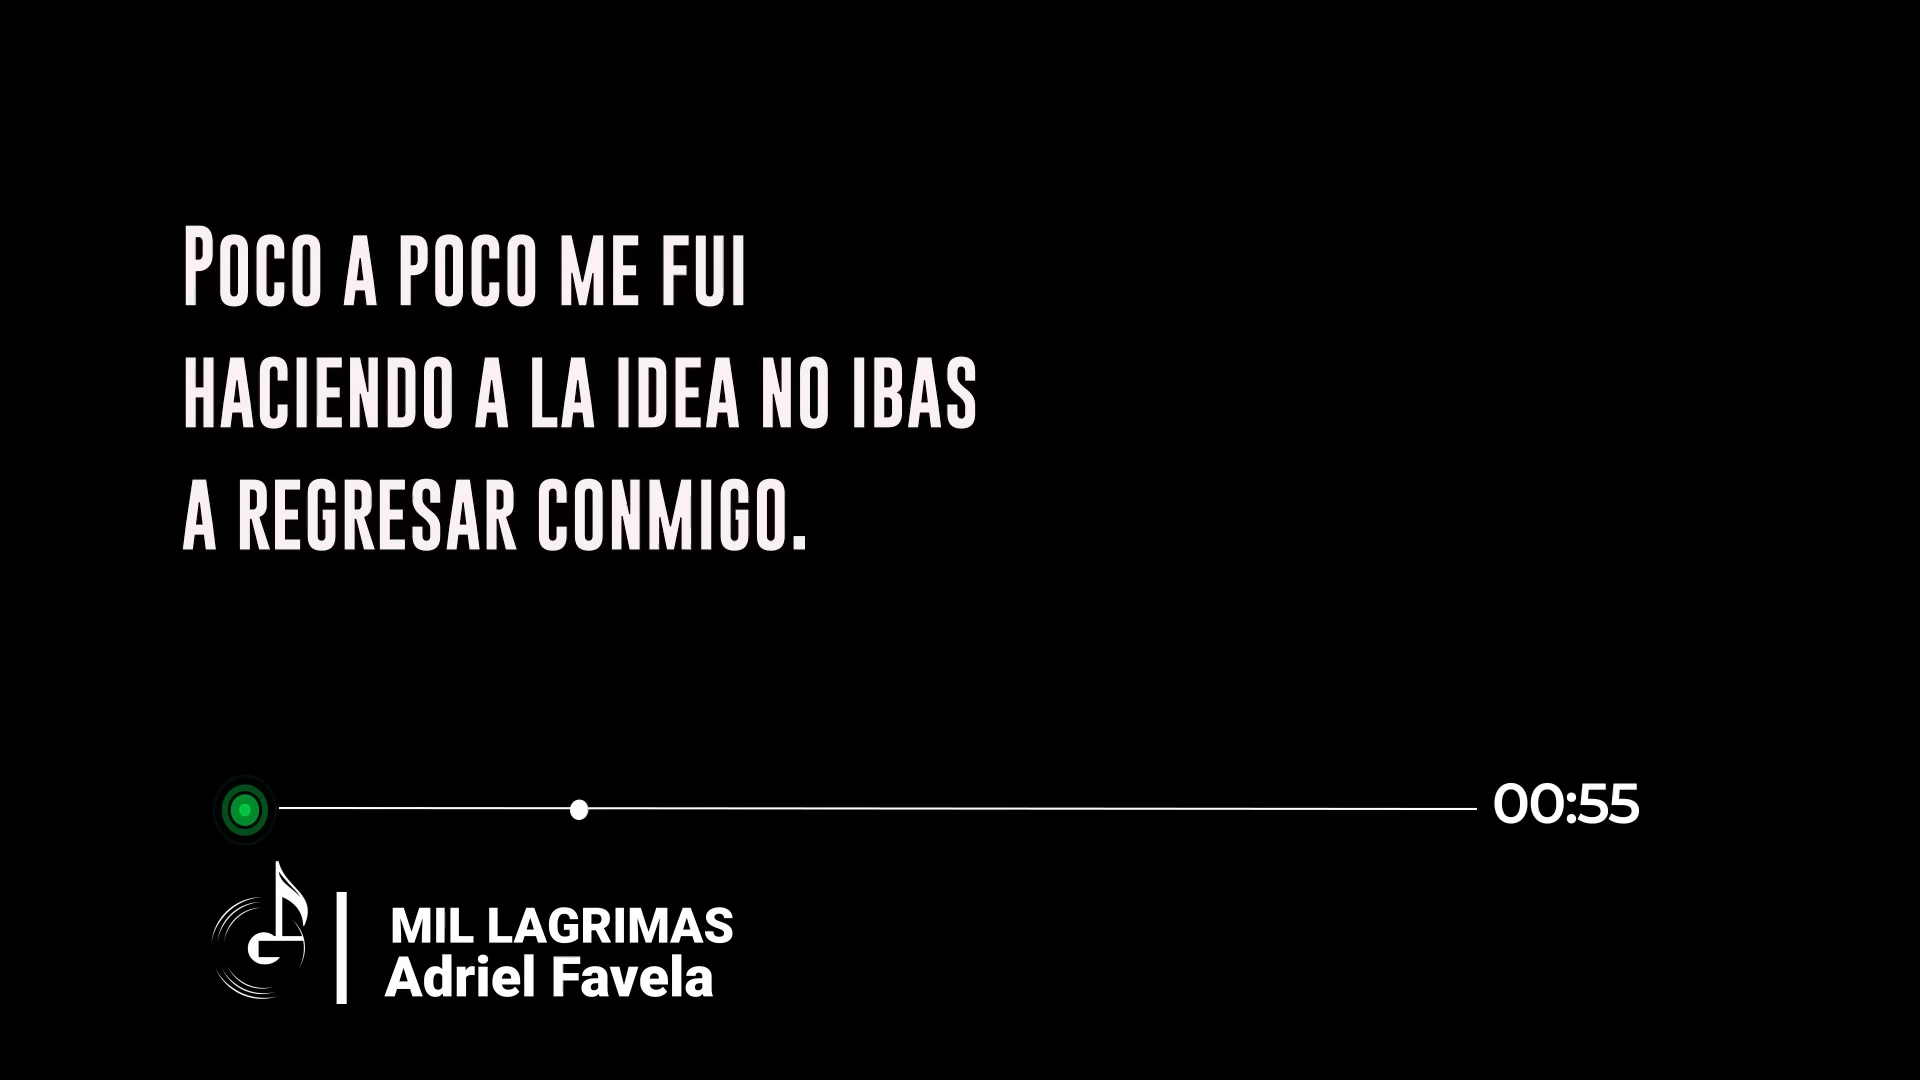 Poco a poco me fui
haciendo a la idea no ibas
a regresar conmigo.
00:55
MIL LAGRIMAS
Adriel Favela